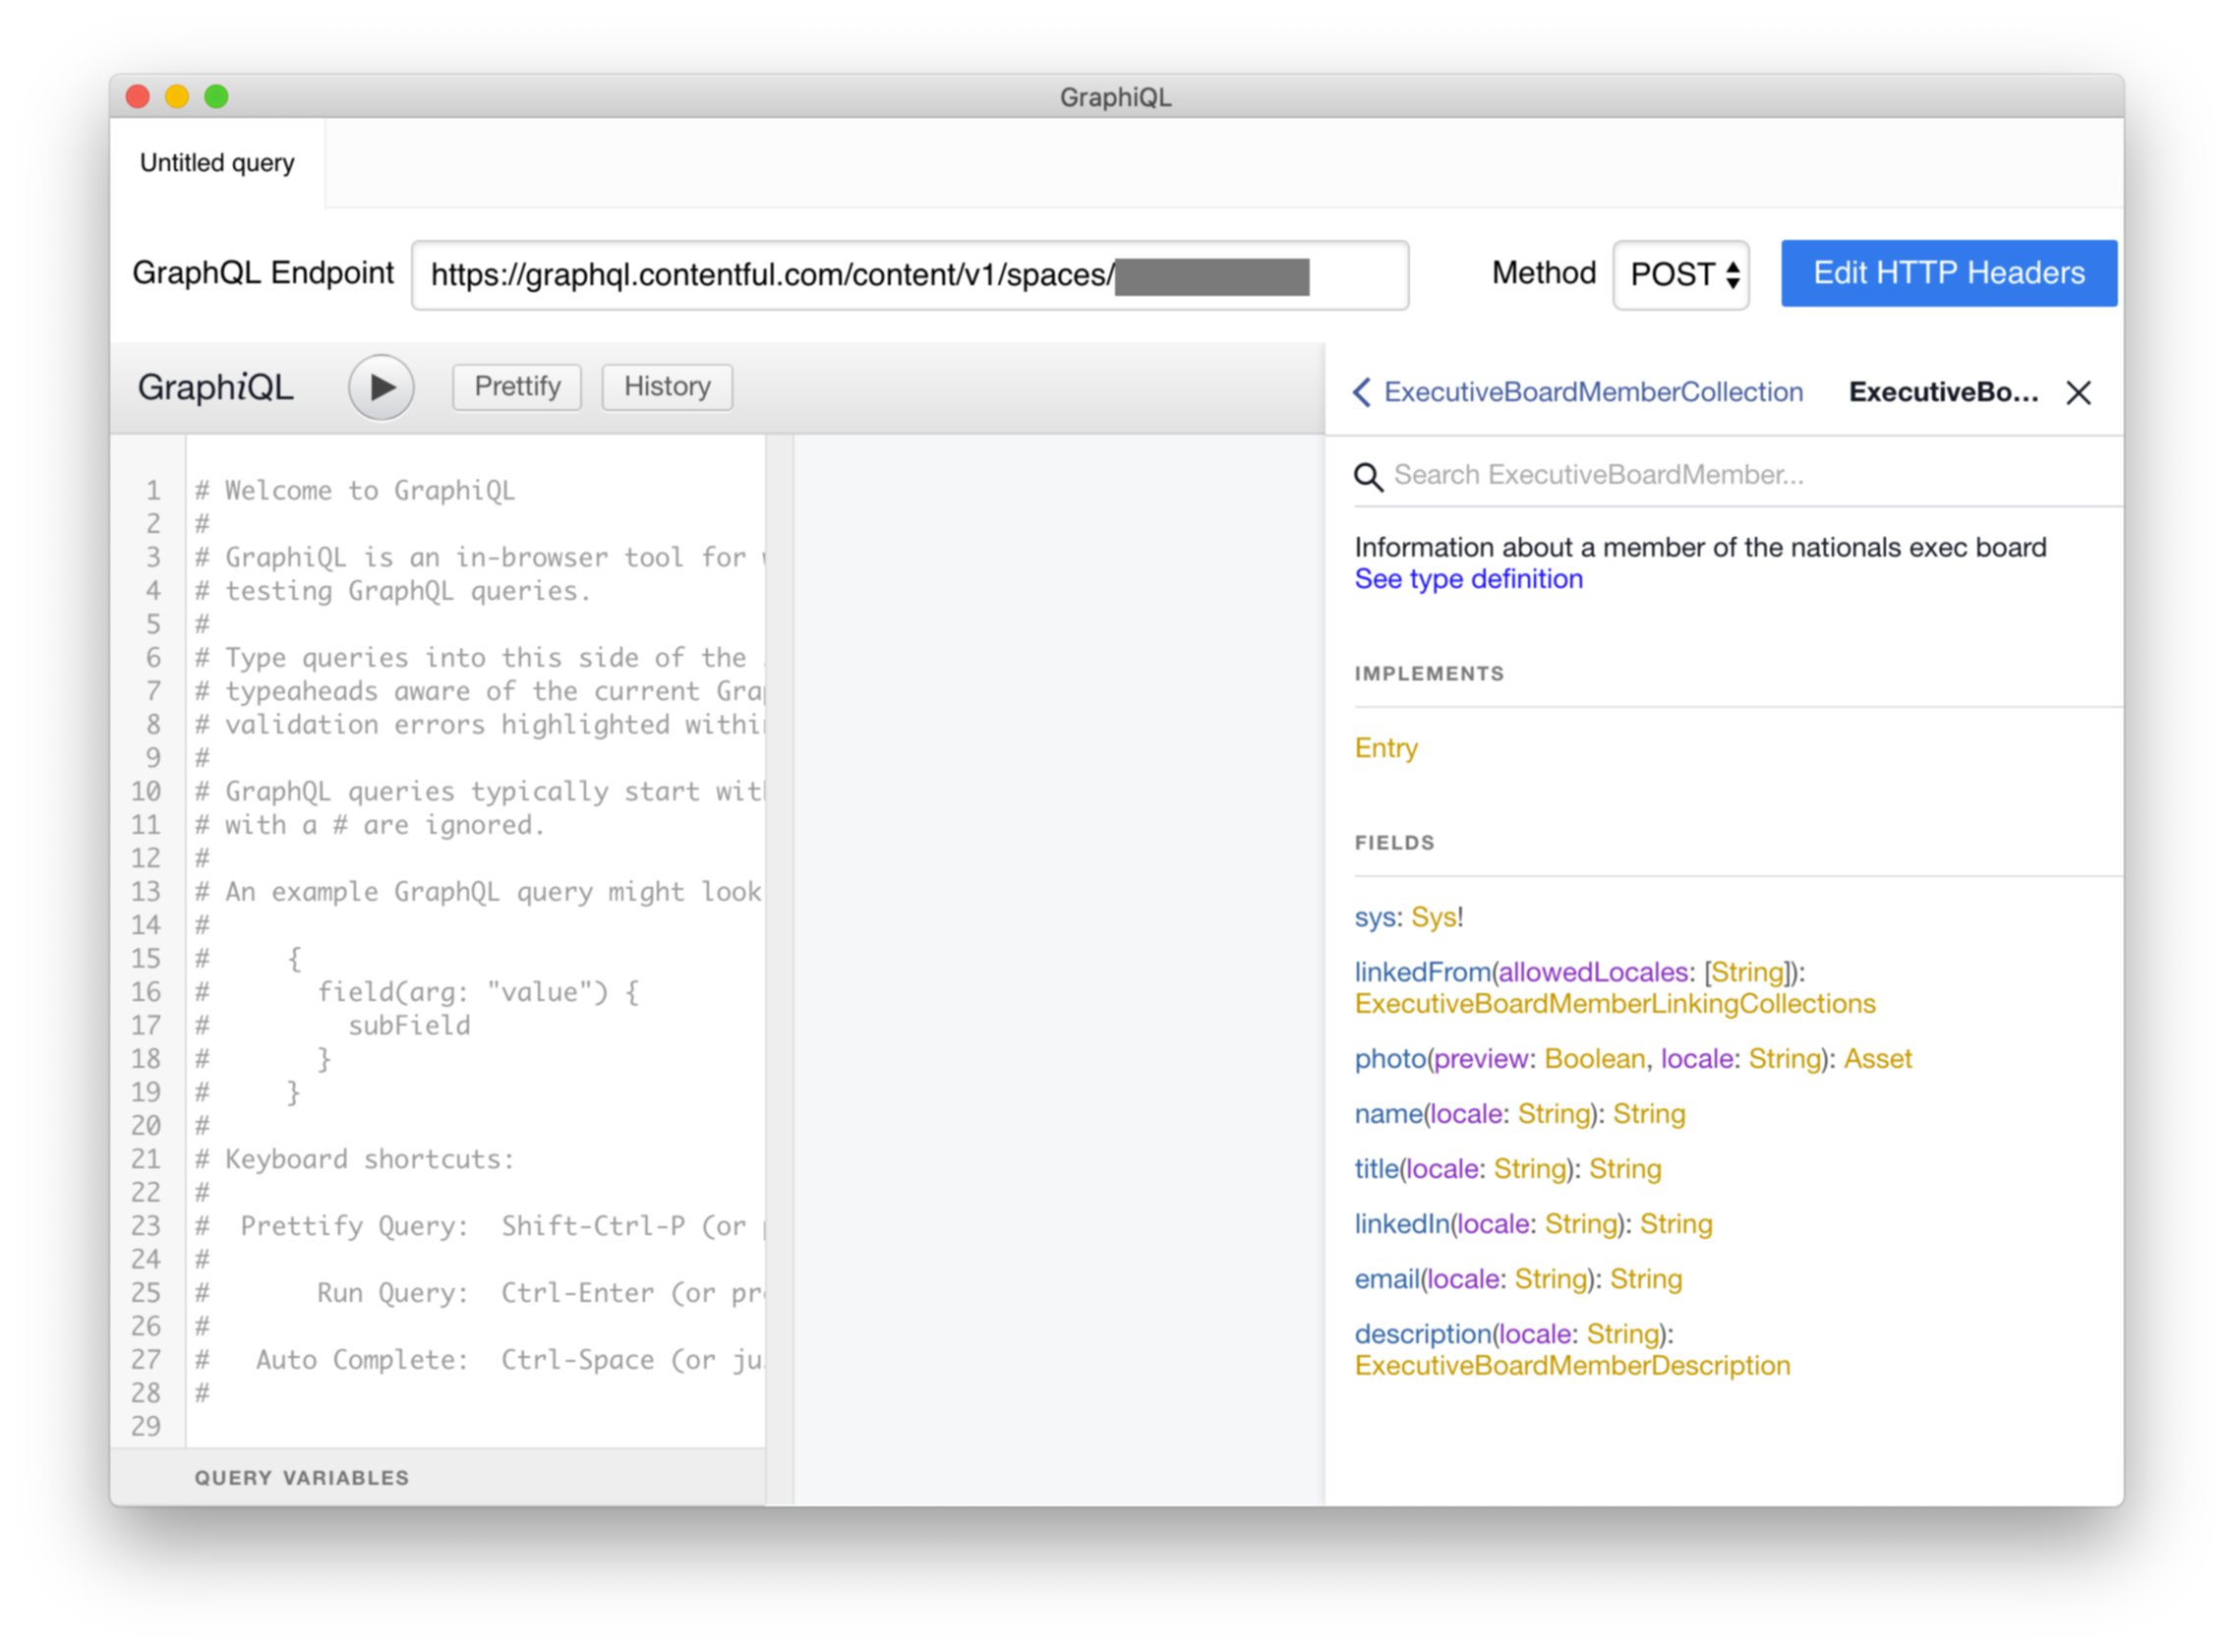 GraphiQL
Untitled query
GraphQL Endpoint https://graphql.contentful.com/content/v1/spaces/ Method POST Edit HTTP Headers
GraphiQL Prettify History
1 # Welcome to GraphiQL
2 #
3 # GraphiQL is an in-browser tool for
4 # testing GraphQL queries.
5 #
6 # Type queries into this side of the
7 # typeaheads aware of the current
8 # validation errors highlighted
9 #
10 # GraphQL queries typically start
11 # with a # are ignored.
12 #
13 # An example GraphQL query might look
14 #
15 # {
16 # field(arg: "value") {
17 # subField
18 # }
19 # }
20 #
21 # Keyboard shortcuts:
22 #
23 # Prettify Query: Shift-Ctrl-P (or
24 #
25 # Run Query: Ctrl-Enter (or
26 #
27 # Auto Complete: Ctrl-Space (or
28 #
29
QUERY VARIABLES
ExecutiveBoardMemberCollection ExecutiveBo...
Search ExecutiveBoardMember...
Information about a member of the nationals exec board
See type definition
IMPLEMENTS
Entry
FIELDS
sys: Sys!
linkedFrom(allowedLocales: [String]):
ExecutiveBoardMemberLinkingCollections
photo(preview: Boolean, locale: String): Asset
name(locale: String): String
title(locale: String): String
linkedIn(locale: String): String
email(locale: String): String
description(locale: String):
ExecutiveBoardMemberDescription